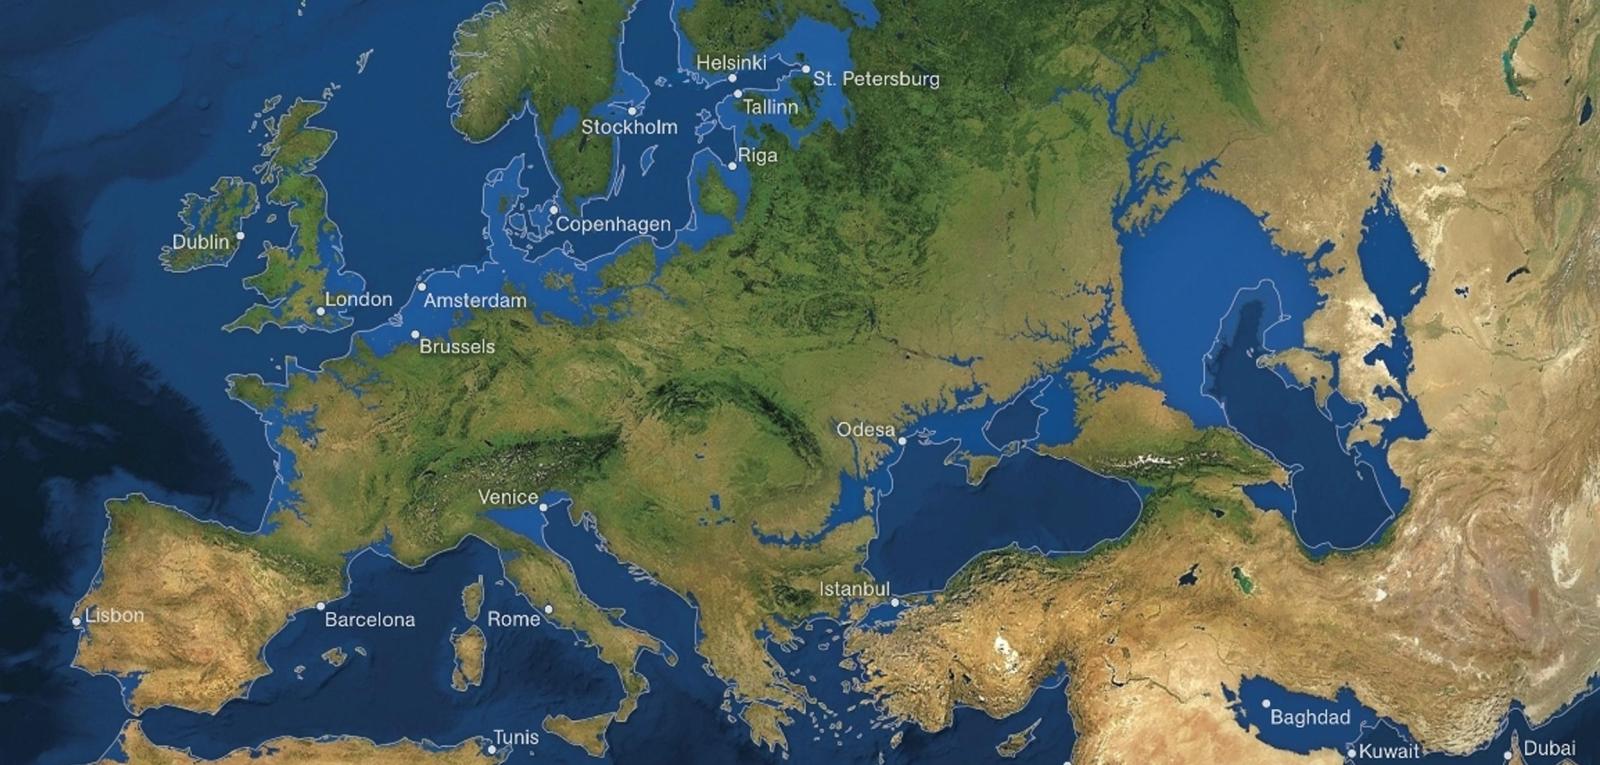 Helsinki
St. Petersburg
Tallinn
Stockholm
Riga
Copenhagen
Dublin
London
Amsterdam
Brussels
Odesa
Venice
Istanbul
Lisbon
Barcelona
Rome
Baghdad
Tunis
Kuwait
Dubai